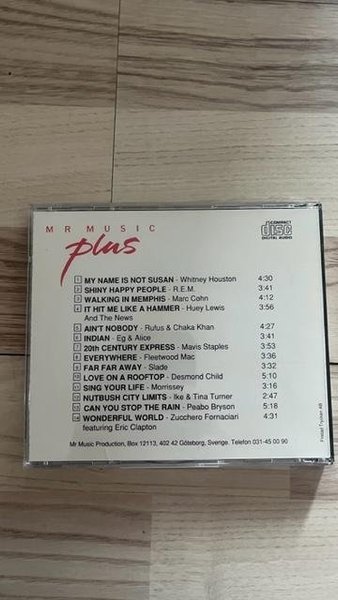 MR MUSIC
plus
COMPACT
disc
DIGITAL AUDIO
1 MY NAME IS NOT SUSAN - Whitney Houston 4:30
2 SHINY HAPPY PEOPLE - R.E.M. 3:41
3 WALKING IN MEMPHIS - Marc Cohn 4:12
4 IT HIT ME LIKE A HAMMER - Huey Lewis 3:56
And The News
5 AIN'T NOBODY - Rufus & Chaka Khan 4:27
6 INDIAN - Eg & Alice 3:41
7 20th CENTURY EXPRESS - Mavis Staples 3:53
8 EVERYWHERE - Fleetwood Mac 3:36
9 FAR FAR AWAY - Slade 3:32
10 LOVE ON A ROOFTOP - Desmond Child 5:10
11 SING YOUR LIFE - Morrissey 3:16
12 NUTBUSH CITY LIMITS - Ike & Tina Turner 2:47
13 CAN YOU STOP THE RAIN - Peabo Bryson 5:18
14 WONDERFUL WORLD - Zucchero Fornaciari 4:31
featuring Eric Clapton
Mr Music Production, Box 12113, 402 42 Göteborg, Sverige. Telefon 031-45 00 90